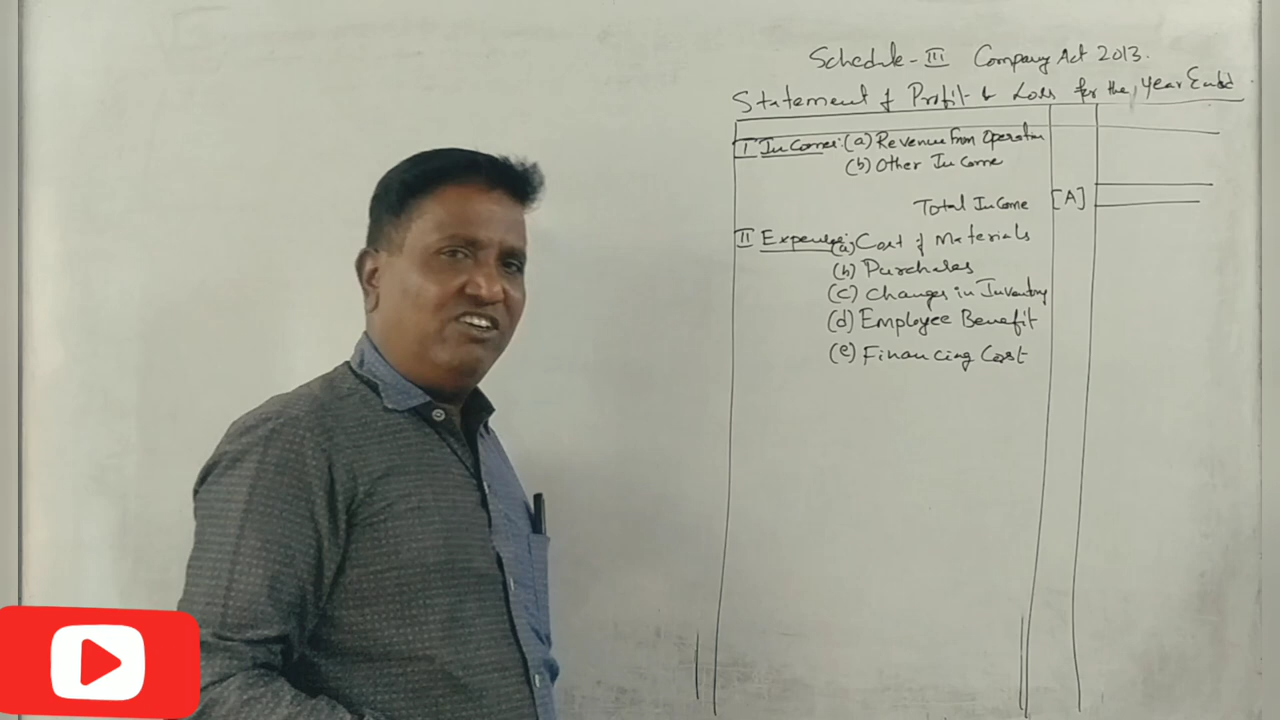 Schedule - III Company Act 2013.
Statement of Profit & Loss for the Year Ended
I Income: (a) Revenue from Operation
(b) Other Income
Total Income [A]
II Expenses: (a) Cost of Materials
(b) Purchases
(c) Changes in Inventory
(d) Employee Benefit
(e) Financing Cost